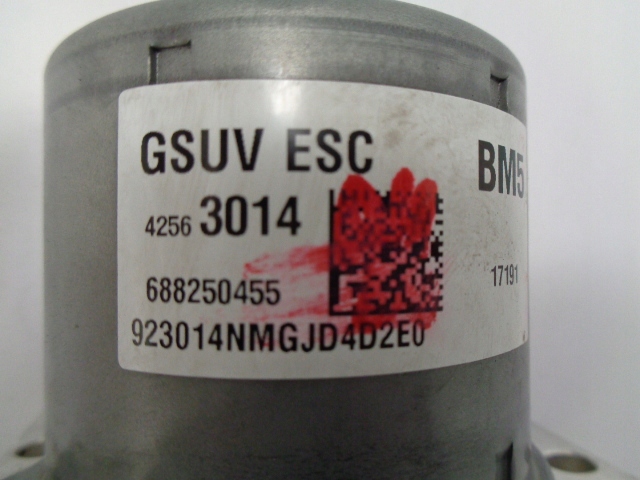 GSUV ESC
BM5
4256 3014
17191
688250455
923014NMGJD4D2E0